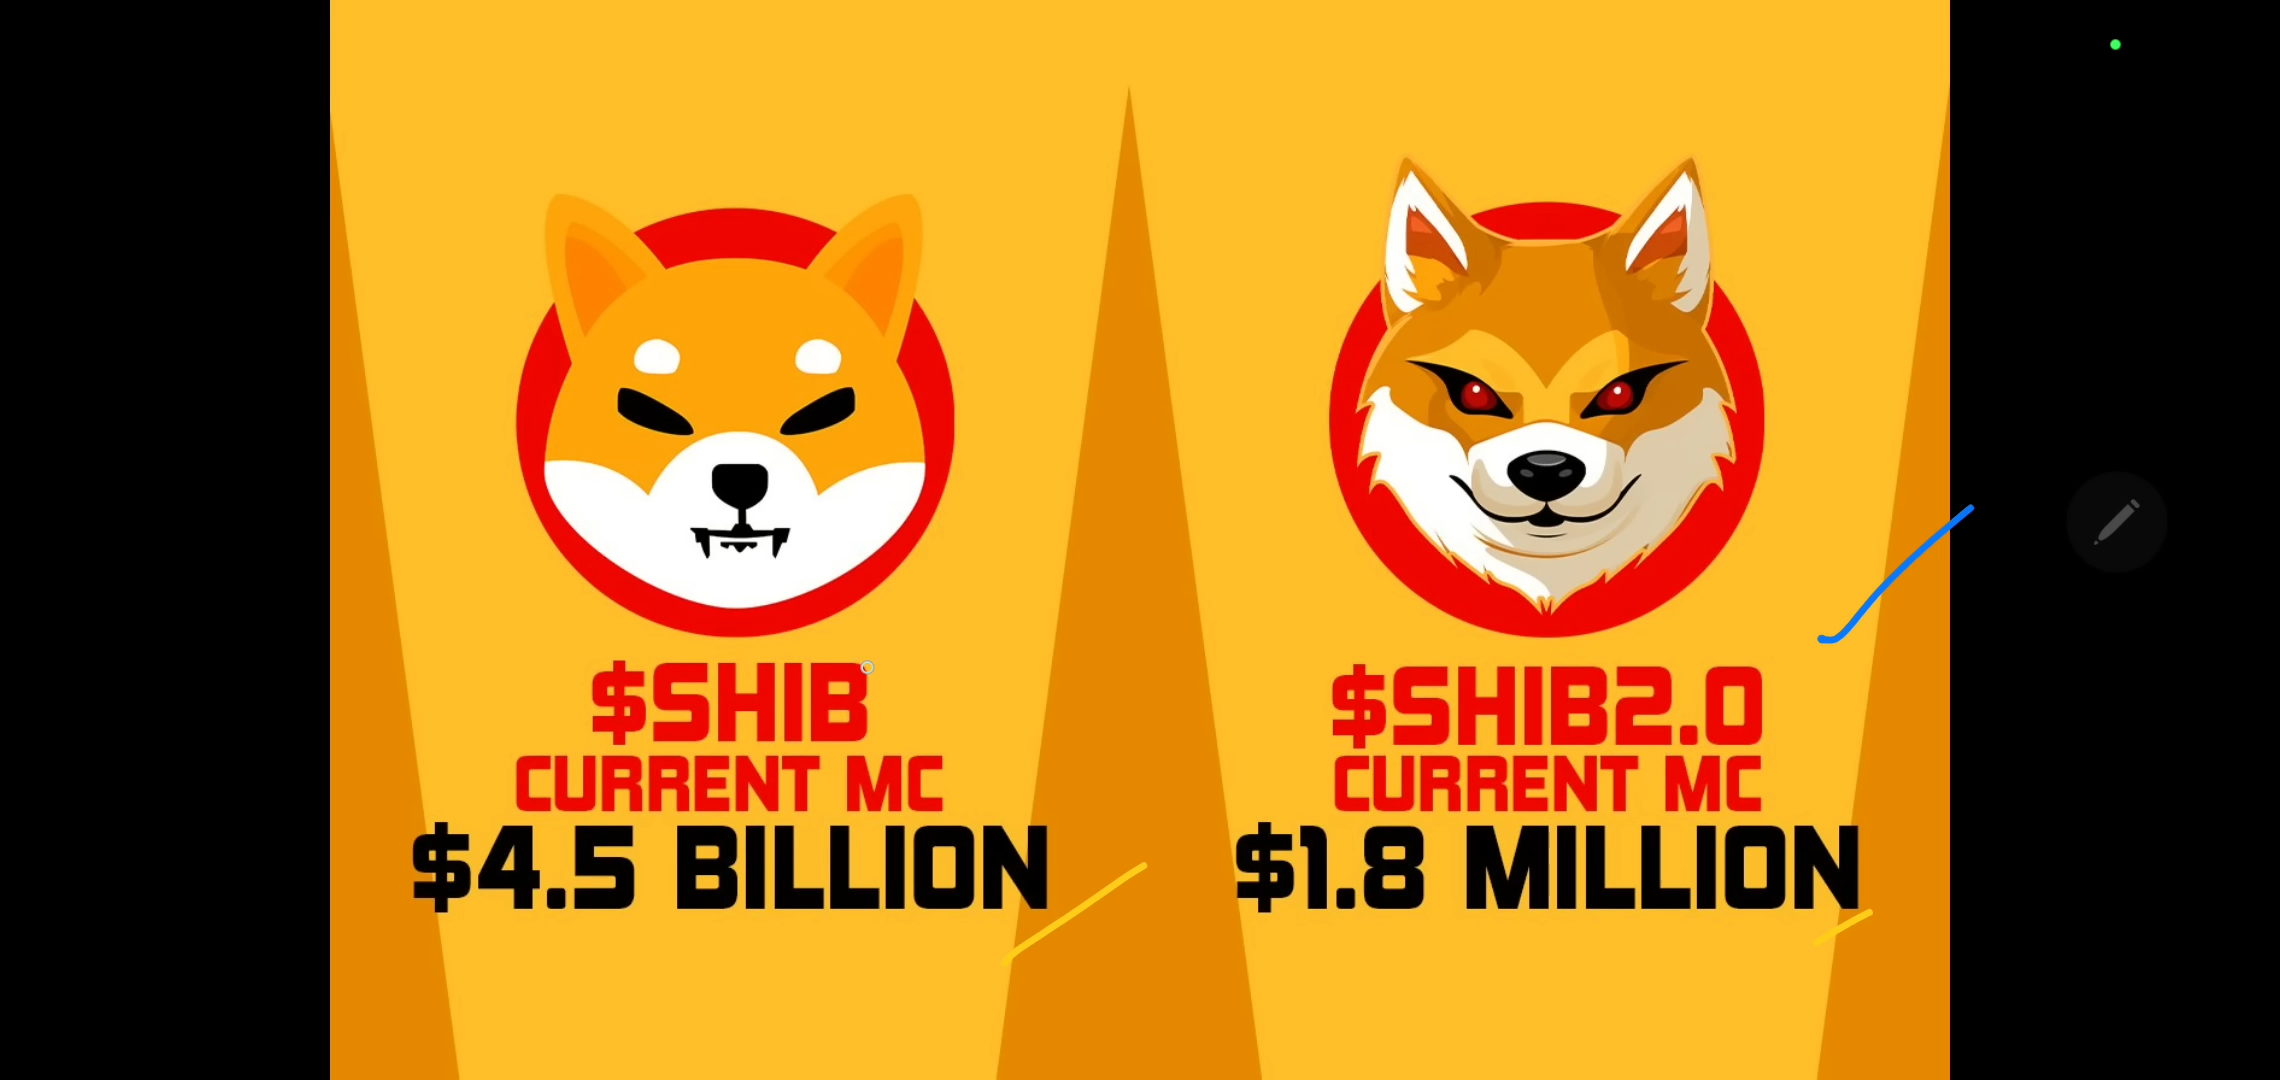 $SHIB
CURRENT MC
$4.5 BILLION
$SHIB2.0
CURRENT MC
$1.8 MILLION